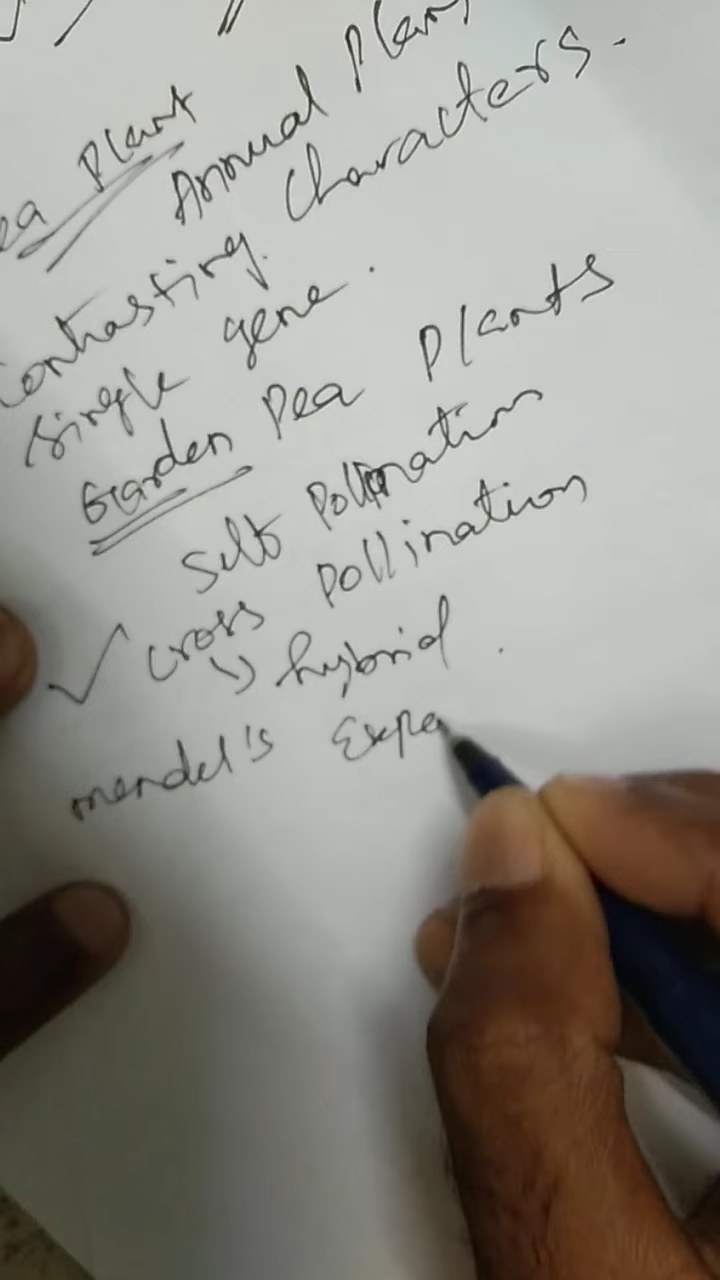 Pea Plant
Annual Plant
Contrasting Characters.
Single gene.
Garden Pea Plants
Self Pollination
✓ Cross Pollination
↳ hybrid.
mendel's Expe